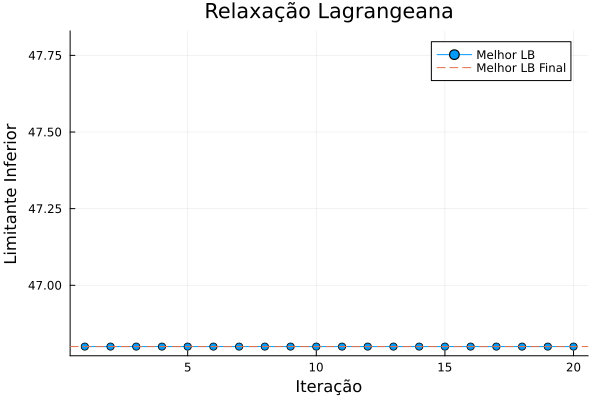 Relaxação Lagrangeana
47.75
47.50
47.25
47.00
Limitante Inferior
Melhor LB
Melhor LB Final
5
10
15
20
Iteração